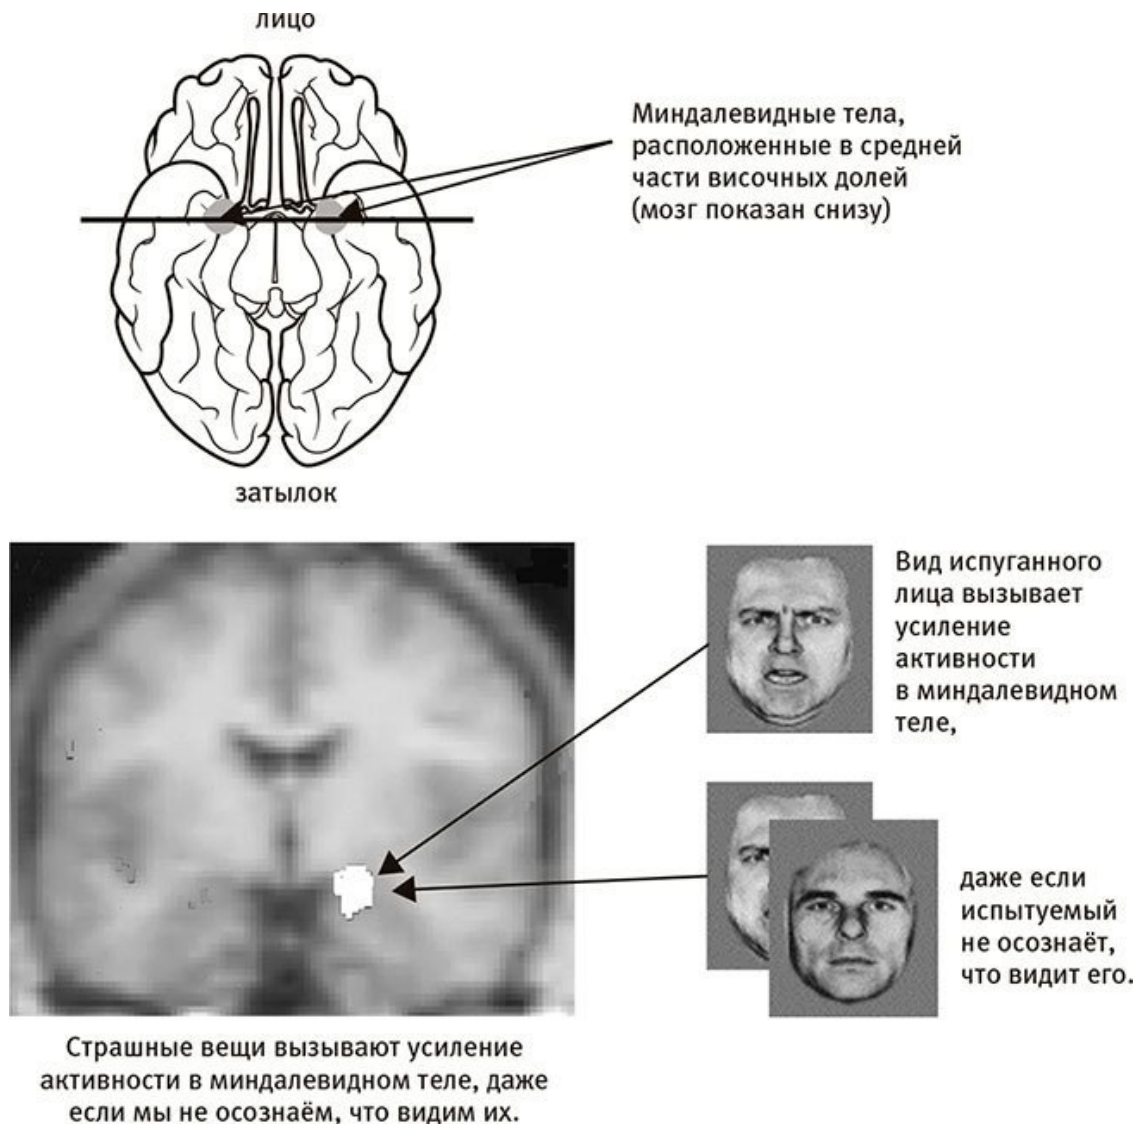 лицо
Миндалевидные тела,
расположенные в средней
части височных долей
(мозг показан снизу)
затылок
Вид испуганного
лица вызывает
усиление
активности
в миндалевидном
теле,
даже если
испытуемый
не осознаёт,
что видит его.
Страшные вещи вызывают усиление
активности в миндалевидном теле, даже
если мы не осознаём, что видим их.